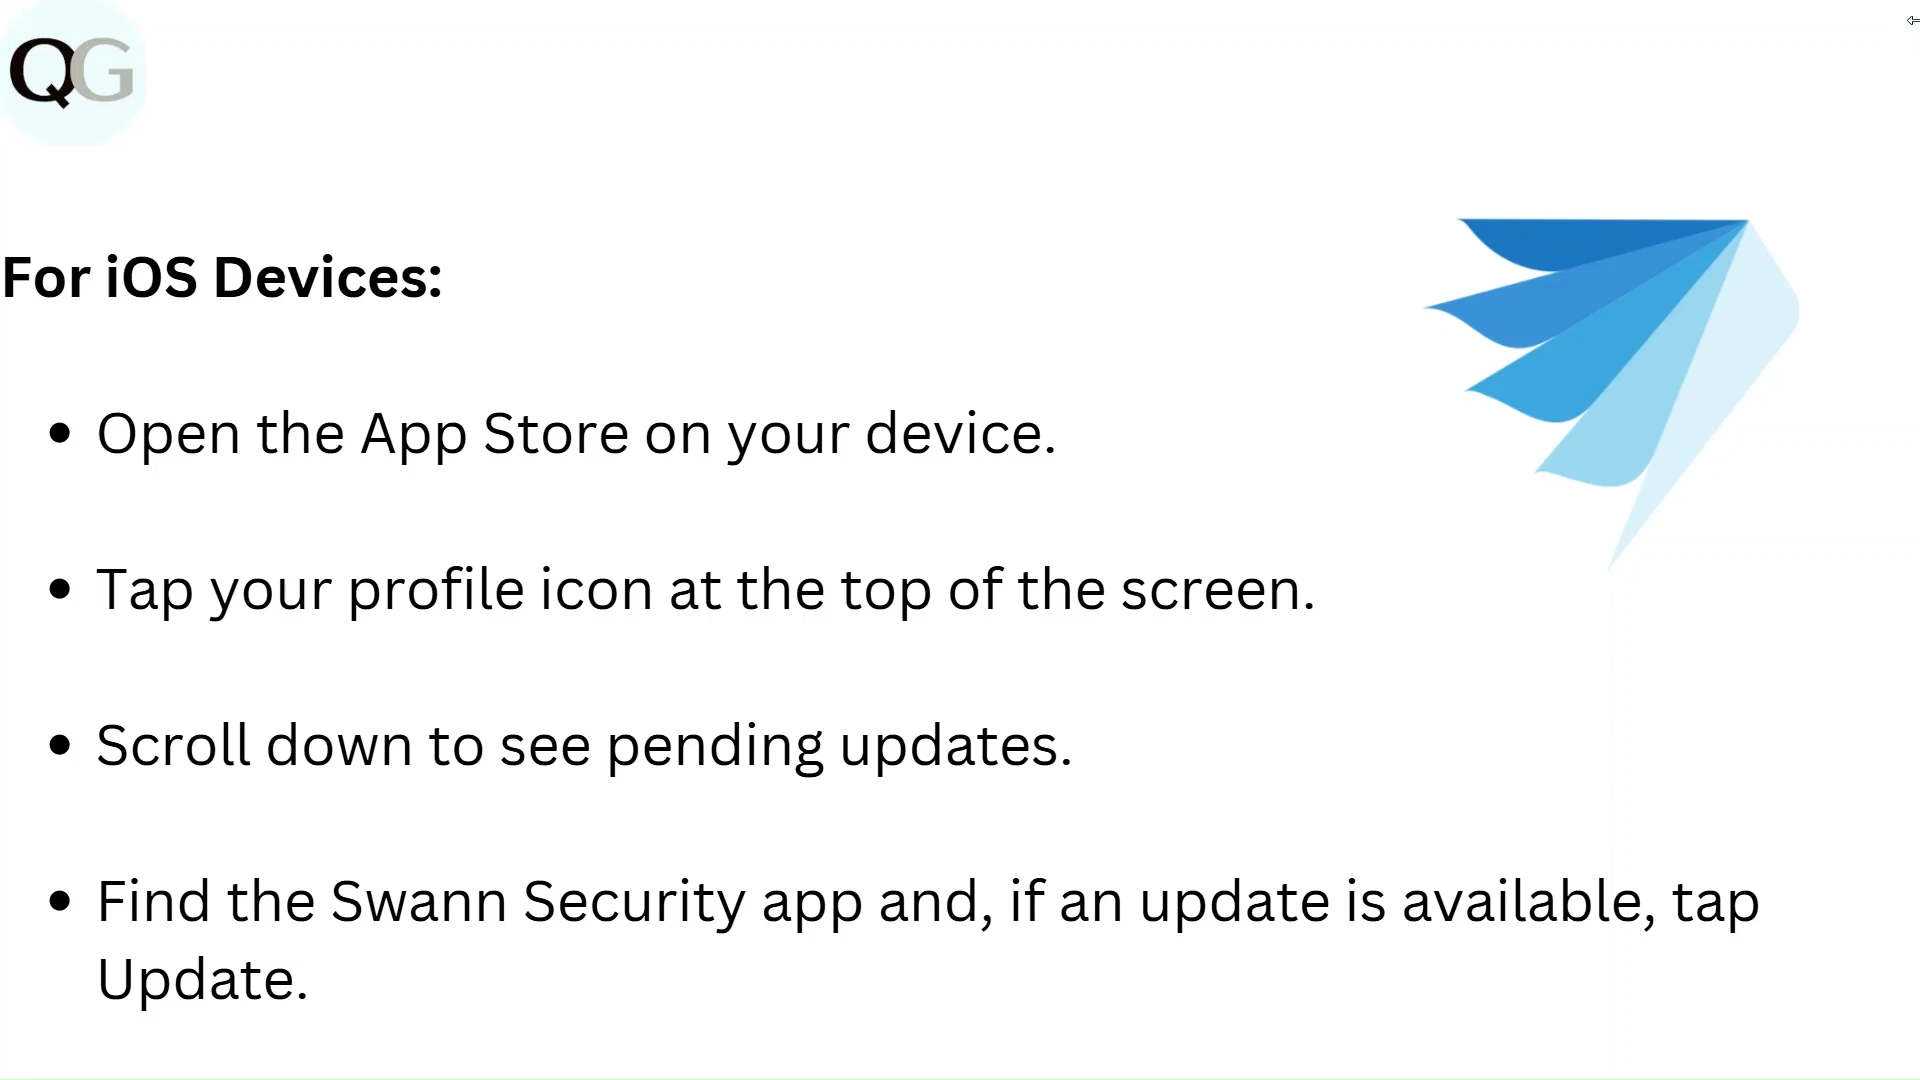 QG
For iOS Devices:
• Open the App Store on your device.
• Tap your profile icon at the top of the screen.
• Scroll down to see pending updates.
• Find the Swann Security app and, if an update is available, tap
Update.